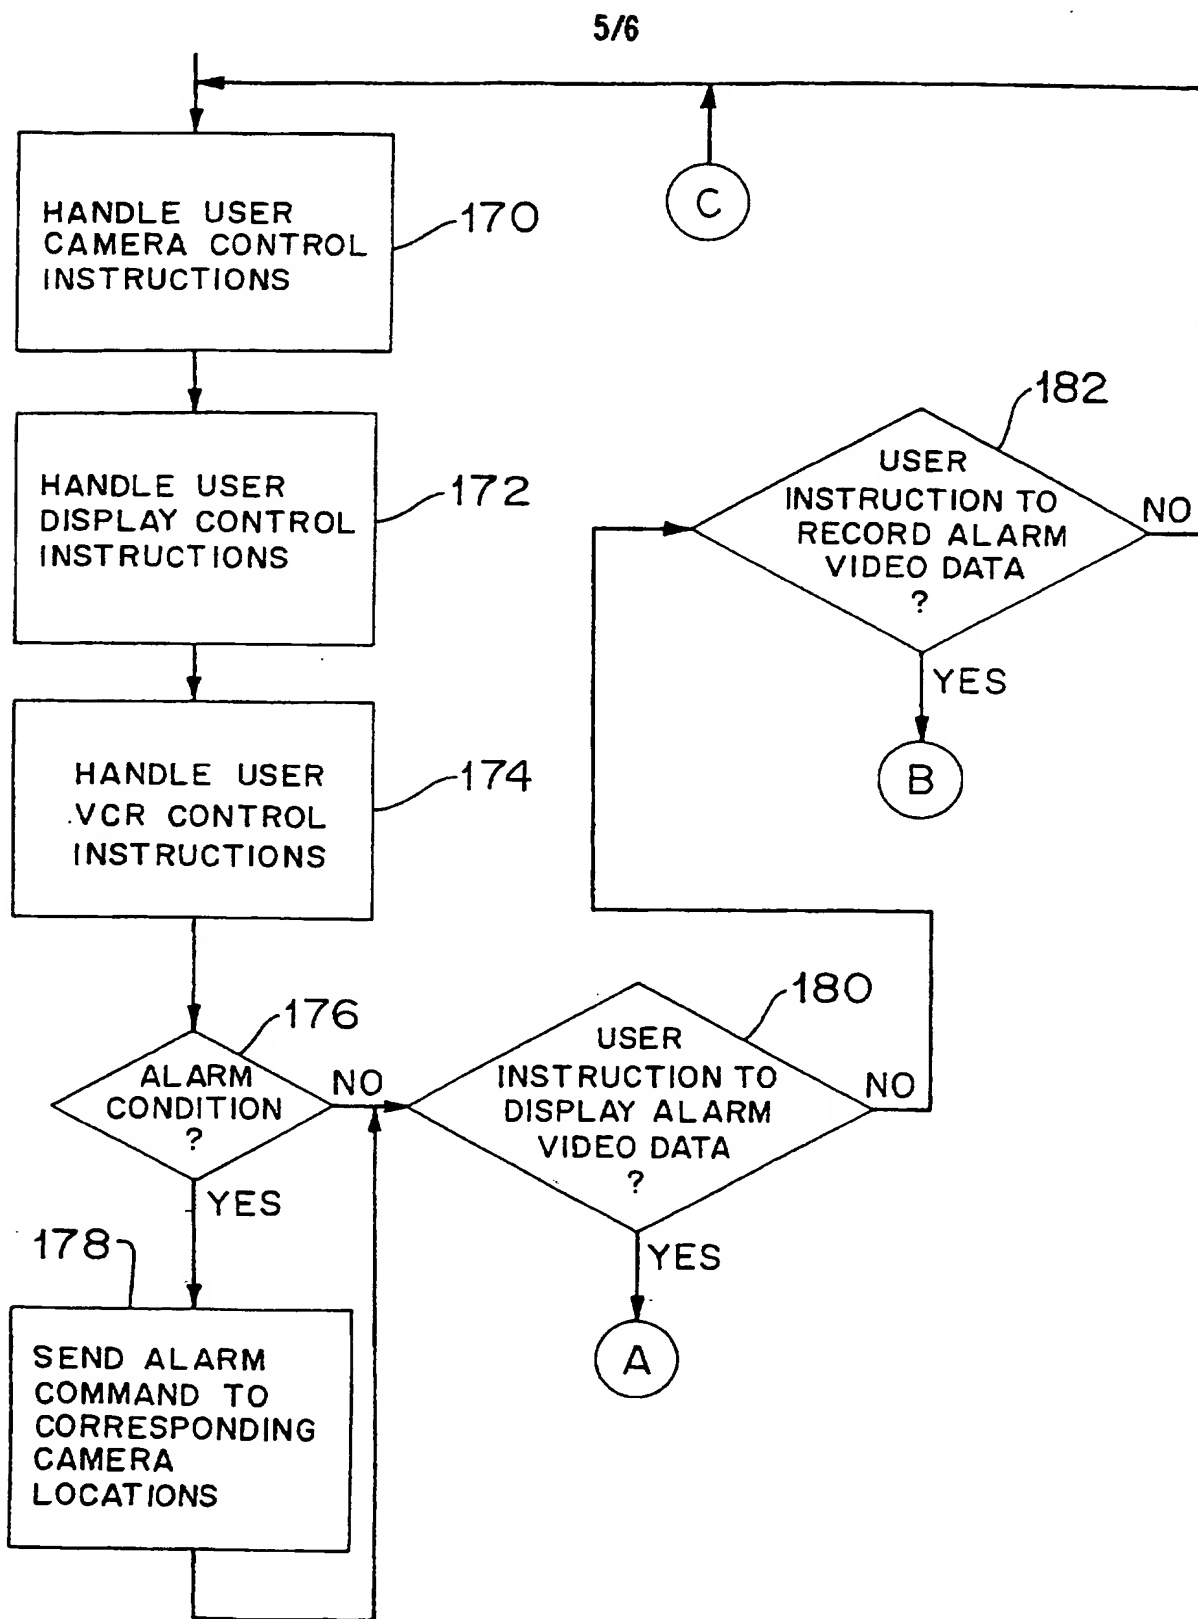 5/6
C
HANDLE USER
CAMERA CONTROL
INSTRUCTIONS
170
HANDLE USER
DISPLAY CONTROL
INSTRUCTIONS
172
182
USER
INSTRUCTION TO
RECORD ALARM
VIDEO DATA
?
NO
YES
B
HANDLE USER
VCR CONTROL
INSTRUCTIONS
174
176
ALARM
CONDITION
?
NO
YES
180
USER
INSTRUCTION TO
DISPLAY ALARM
VIDEO DATA
?
NO
YES
A
178
SEND ALARM
COMMAND TO
CORRESPONDING
CAMERA
LOCATIONS